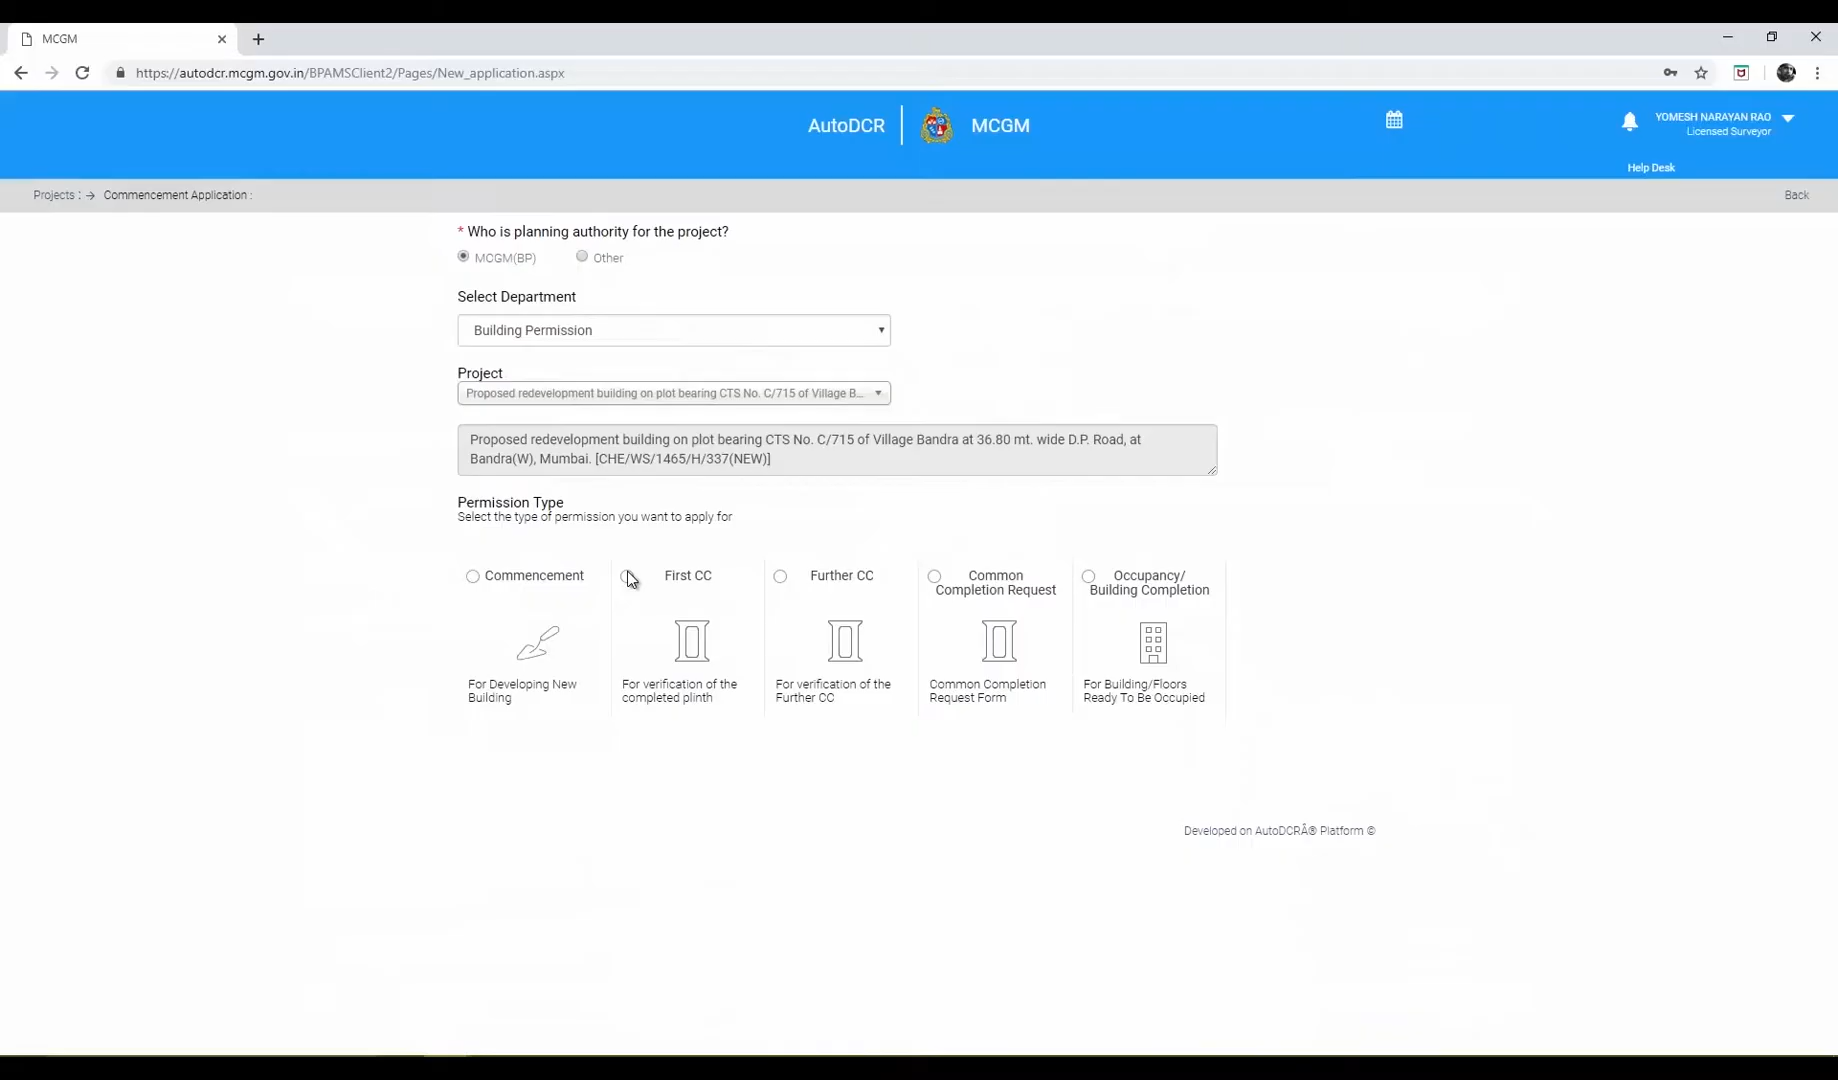 MCGM
https://autodcr.mcgm.gov.in/BPAMSClient2/Pages/New_application.aspx
AutoDCR MCGM
YOMESH NARAYAN RAO
Licensed Surveyor
Help Desk
Projects : → Commencement Application :
Back
* Who is planning authority for the project?
MCGM(BP) Other
Select Department
Building Permission
Project
Proposed redevelopment building on plot bearing CTS No. C/715 of Village B...
Proposed redevelopment building on plot bearing CTS No. C/715 of Village Bandra at 36.80 mt. wide D.P. Road, at
Bandra(W), Mumbai. [CHE/WS/1465/H/337(NEW)]
Permission Type
Select the type of permission you want to apply for
Commencement
For Developing New
Building
First CC
For verification of the
completed plinth
Further CC
For verification of the
Further CC
Common
Completion Request
Common Completion
Request Form
Occupancy/
Building Completion
For Building/Floors
Ready To Be Occupied
Developed on AutoDCRÂ® Platform ©